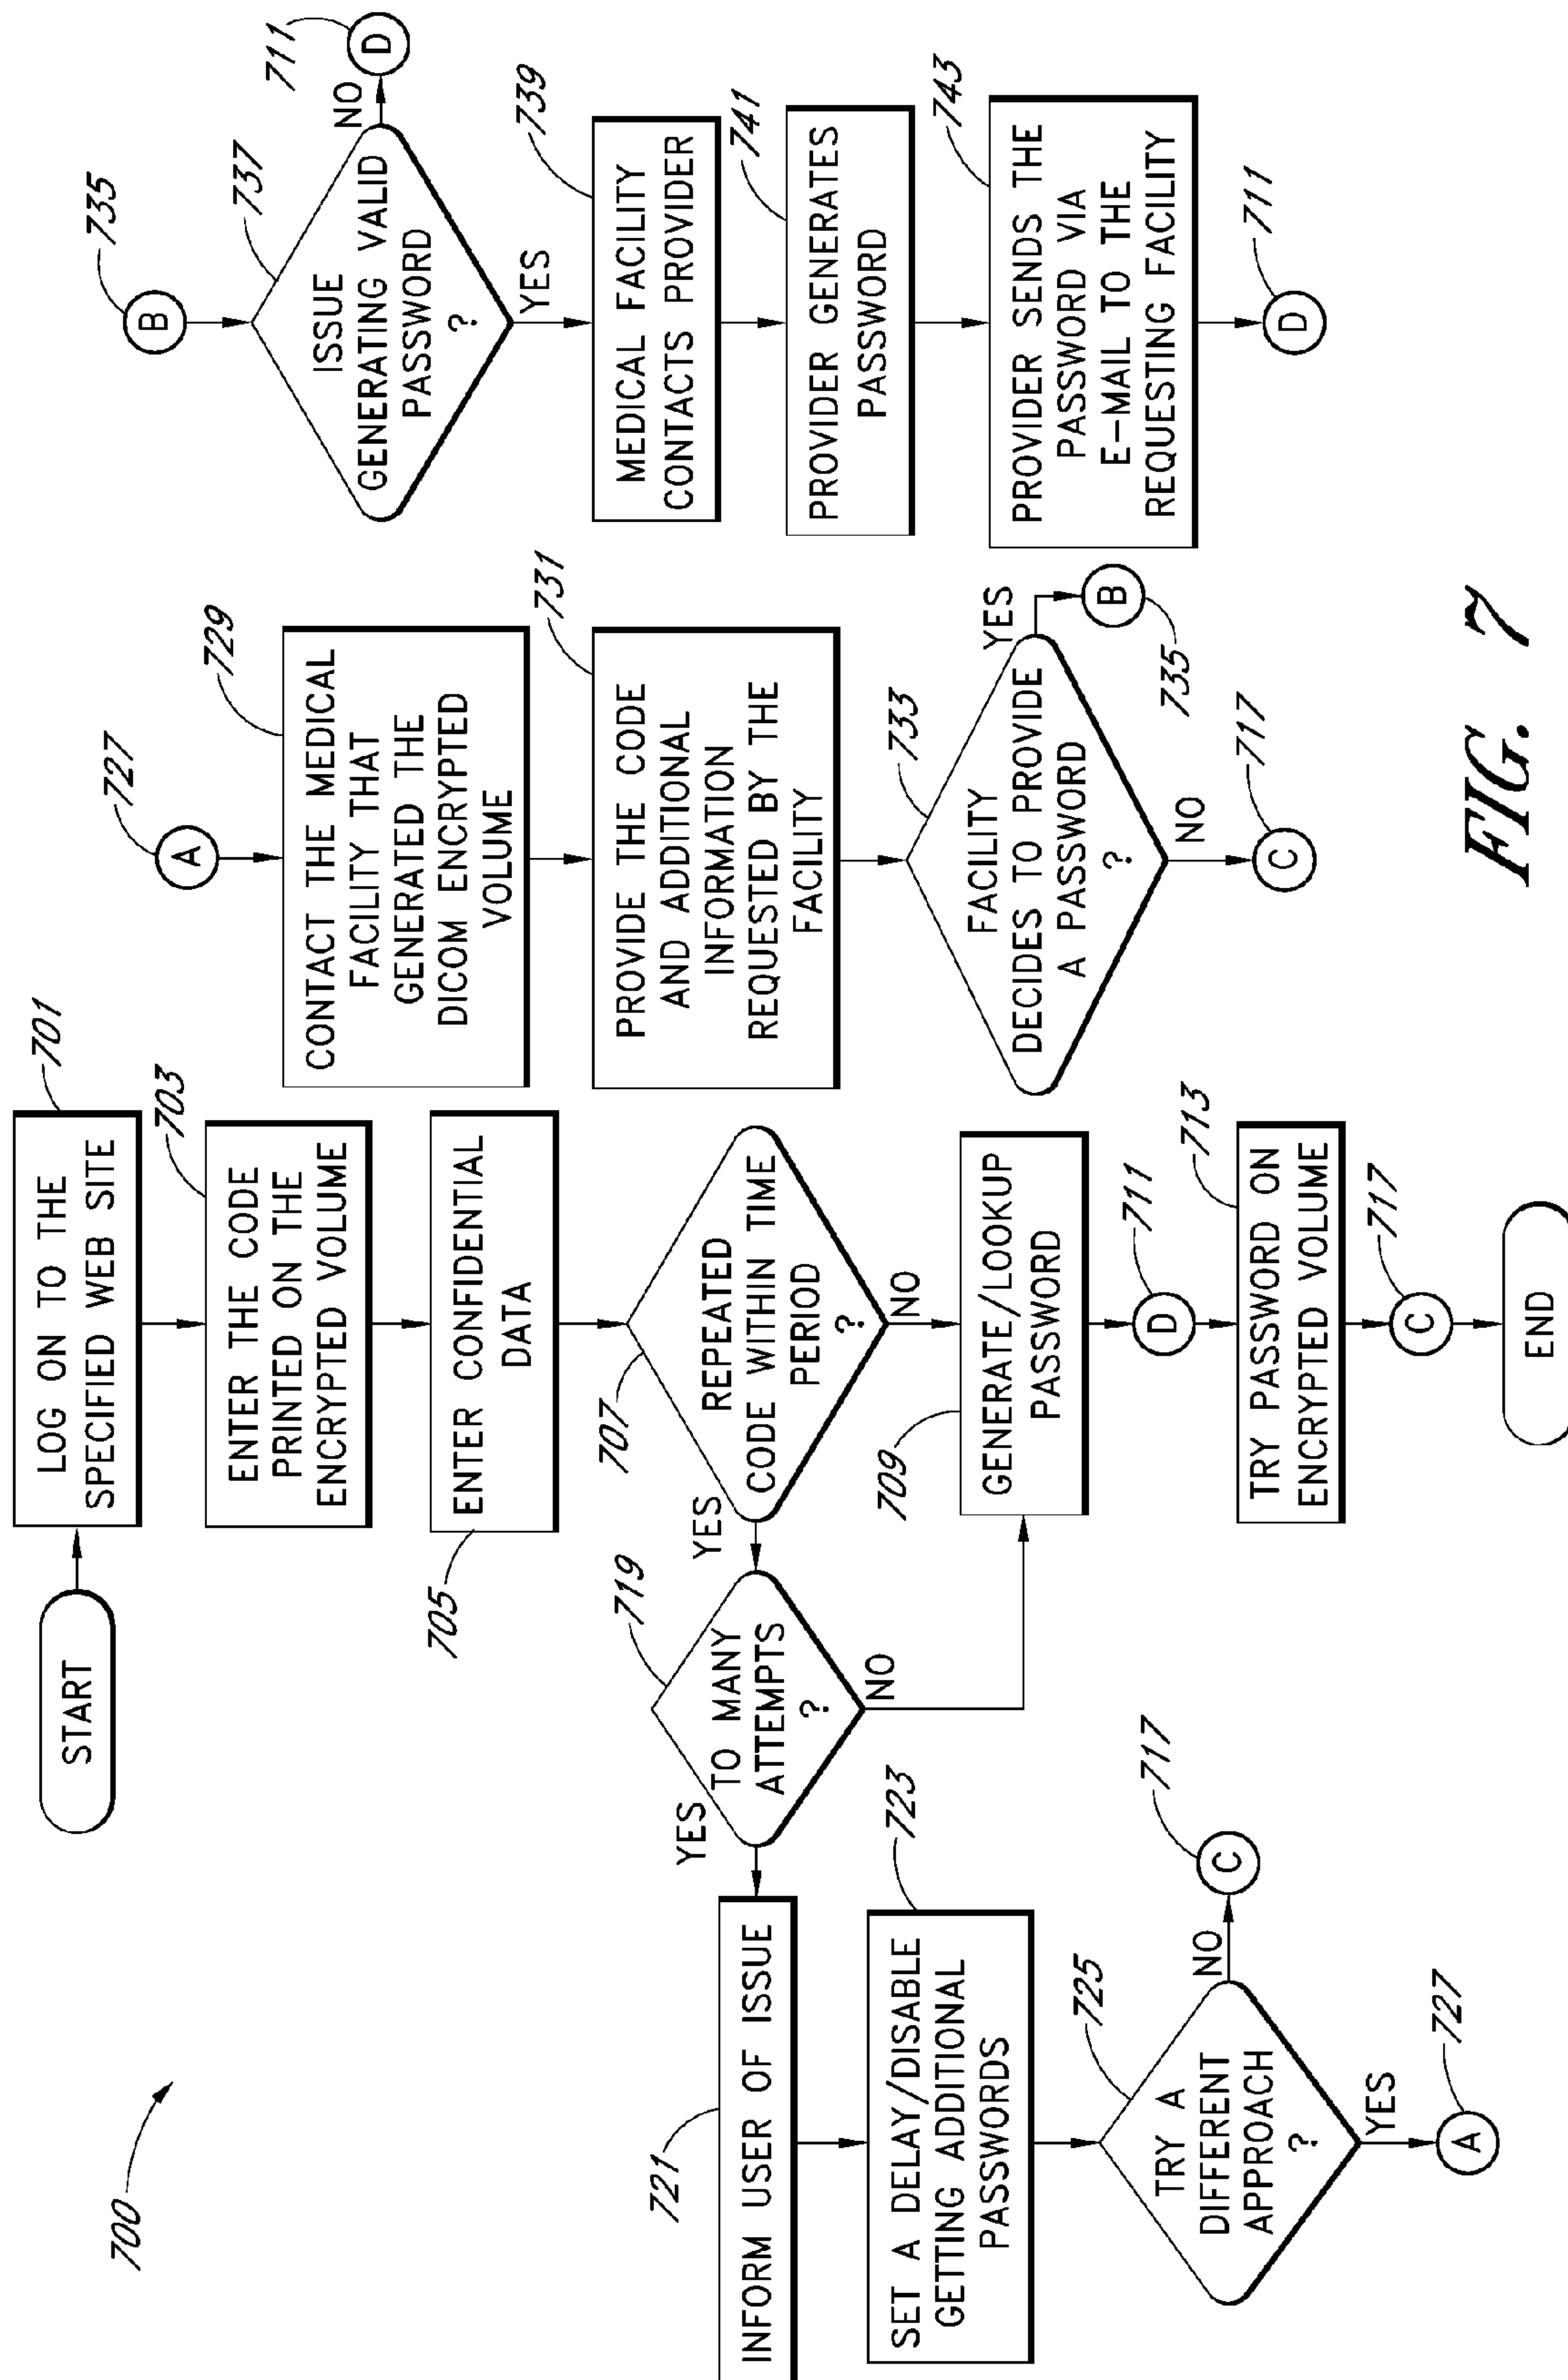 700
START
LOG ON TO THE
SPECIFIED WEB SITE
701
ENTER THE CODE
PRINTED ON THE
ENCRYPTED VOLUME
703
ENTER CONFIDENTIAL
DATA
705
REPEATED
CODE WITHIN TIME
PERIOD
?
707
YES
NO
GENERATE/LOOKUP
PASSWORD
709
D
711
TRY PASSWORD ON
ENCRYPTED VOLUME
713
C
717
END
TO MANY
ATTEMPTS
?
719
YES
NO
INFORM USER OF ISSUE
721
SET A DELAY/DISABLE
GETTING ADDITIONAL
PASSWORDS
723
TRY A
DIFFERENT
APPROACH
?
725
NO
C
717
YES
A
727
A
727
CONTACT THE MEDICAL
FACILITY THAT
GENERATED THE
DICOM ENCRYPTED
VOLUME
729
PROVIDE THE CODE
AND ADDITIONAL
INFORMATION
REQUESTED BY THE
FACILITY
731
FACILITY
DECIDES TO PROVIDE
A PASSWORD
?
733
YES
B
735
NO
C
717
B
735
ISSUE
GENERATING VALID
PASSWORD
?
737
NO
D
711
YES
MEDICAL FACILITY
CONTACTS PROVIDER
739
PROVIDER GENERATES
PASSWORD
741
PROVIDER SENDS THE
PASSWORD VIA
E-MAIL TO THE
REQUESTING FACILITY
743
D
711
FIG. 7